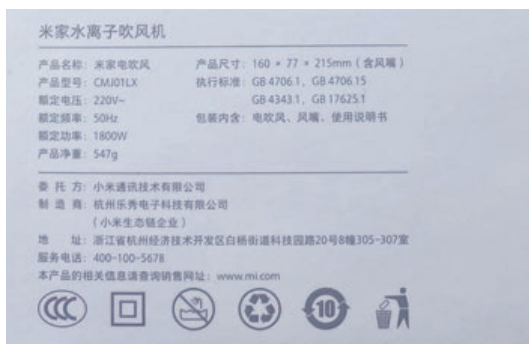 米家水离子吹风机
产品名称：米家电吹风 产品尺寸：160 × 77 × 215mm（含风嘴）
产品型号：CMJ01LX 执行标准：GB 4706.1，GB 4706.15
额定电压：220V~ GB 4343.1，GB 17625.1
额定频率：50Hz 包装内含：电吹风、风嘴、使用说明书
额定功率：1800W
产品净重：547g
委 托 方：小米通讯技术有限公司
制 造 商：杭州乐秀电子科技有限公司
（小米生态链企业）
地 址：浙江省杭州经济技术开发区白杨街道科技园路20号8幢305-307室
服务电话：400-100-5678
本产品的相关信息请查询销售网址：www.mi.com
10